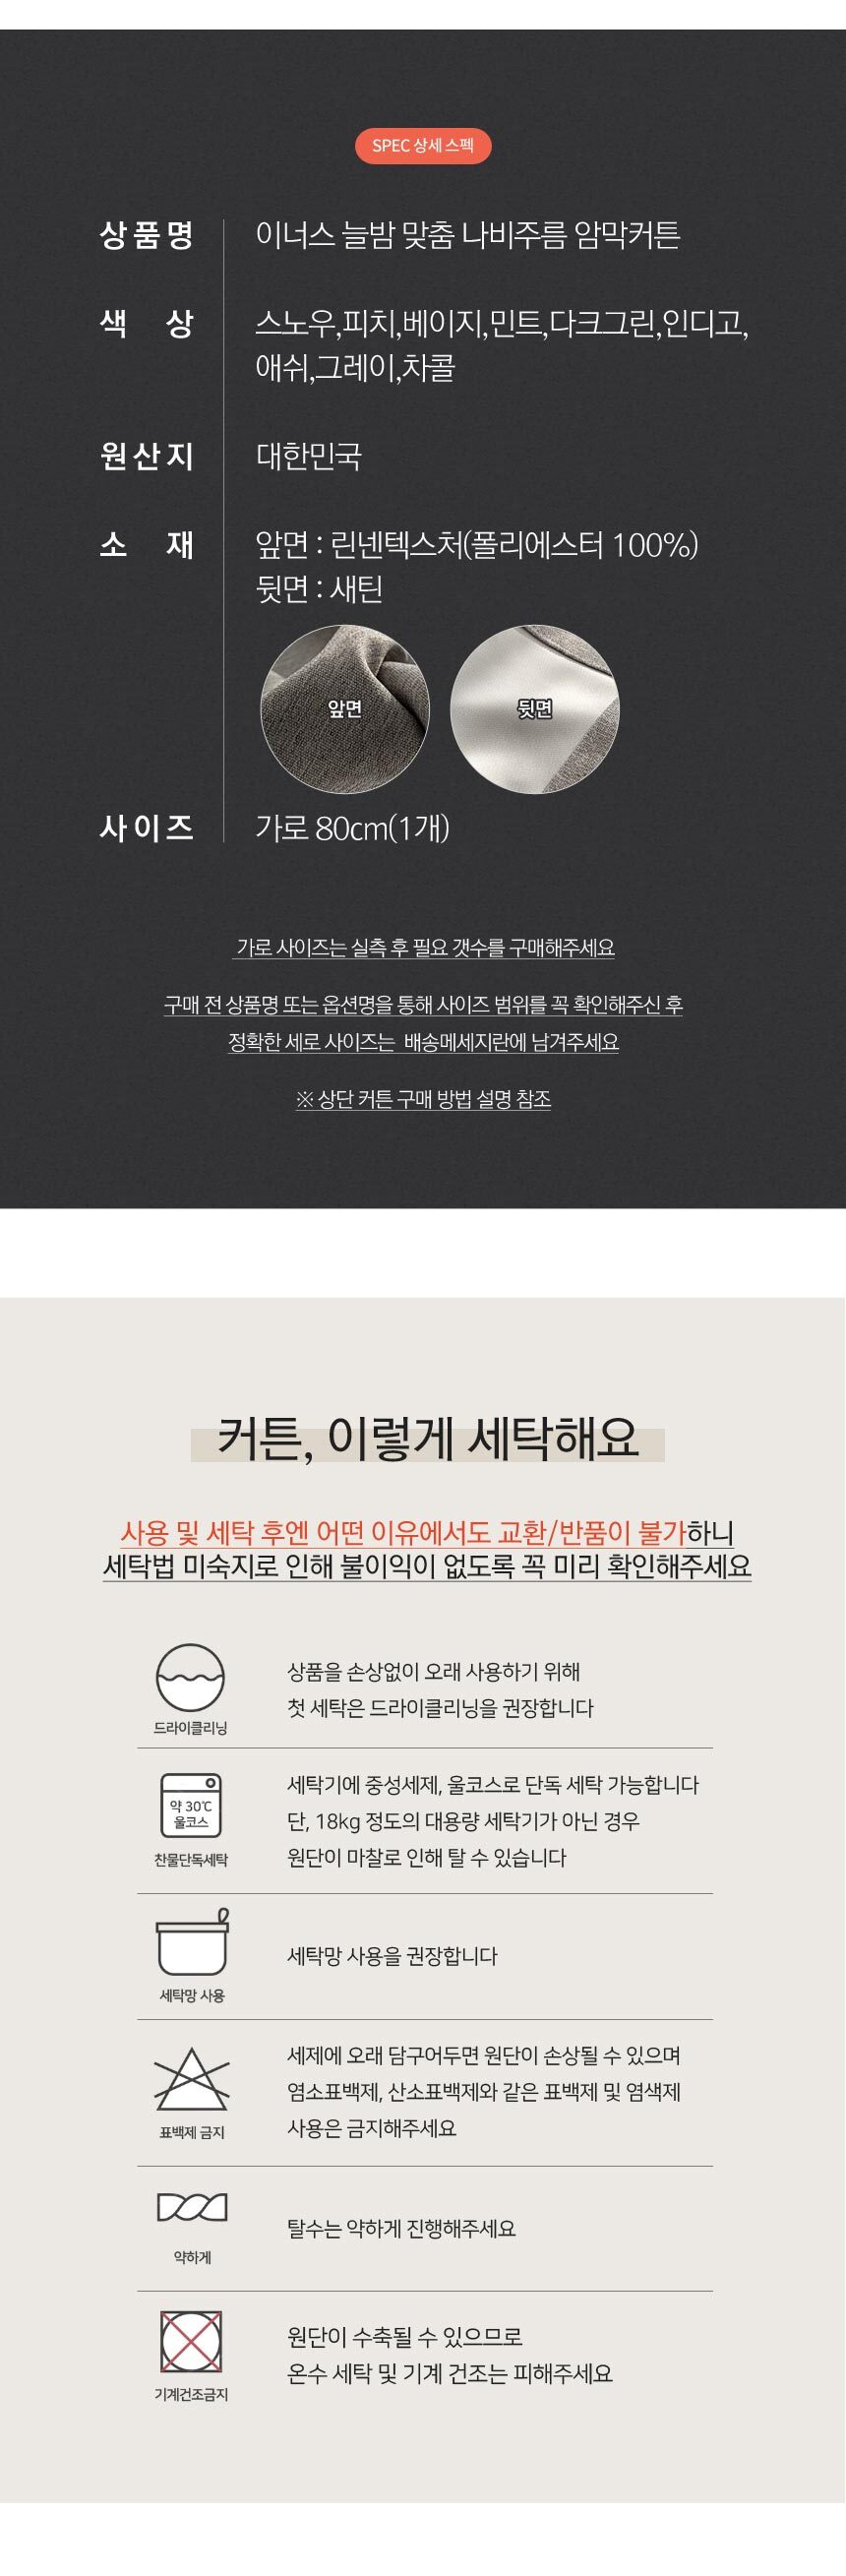 SPEC 상세 스펙
상품명 이너스 늘밤 맞춤 나비주름 암막커튼
색 상 스노우,피치,베이지,민트,다크그린,인디고,
애쉬,그레이,차콜
원산지 대한민국
소 재 앞면 : 린넨텍스처(폴리에스터 100%)
뒷면 : 새틴
앞면 뒷면
사이즈 가로 80cm(1개)
가로 사이즈는 실측 후 필요 갯수를 구매해주세요
구매 전 상품명 또는 옵션명을 통해 사이즈 범위를 꼭 확인해주신 후
정확한 세로 사이즈는 배송메세지란에 남겨주세요
※ 상단 커튼 구매 방법 설명 참조
커튼, 이렇게 세탁해요
사용 및 세탁 후엔 어떤 이유에서도 교환/반품이 불가하니
세탁법 미숙지로 인해 불이익이 없도록 꼭 미리 확인해주세요
드라이클리닝
상품을 손상없이 오래 사용하기 위해
첫 세탁은 드라이클리닝을 권장합니다
약 30℃
울코스
찬물단독세탁
세탁기에 중성세제, 울코스로 단독 세탁 가능합니다
단, 18kg 정도의 대용량 세탁기가 아닌 경우
원단이 마찰로 인해 탈 수 있습니다
세탁망 사용
세탁망 사용을 권장합니다
표백제 금지
세제에 오래 담구어두면 원단이 손상될 수 있으며
염소표백제, 산소표백제와 같은 표백제 및 염색제
사용은 금지해주세요
약하게
탈수는 약하게 진행해주세요
기계건조금지
원단이 수축될 수 있으므로
온수 세탁 및 기계 건조는 피해주세요